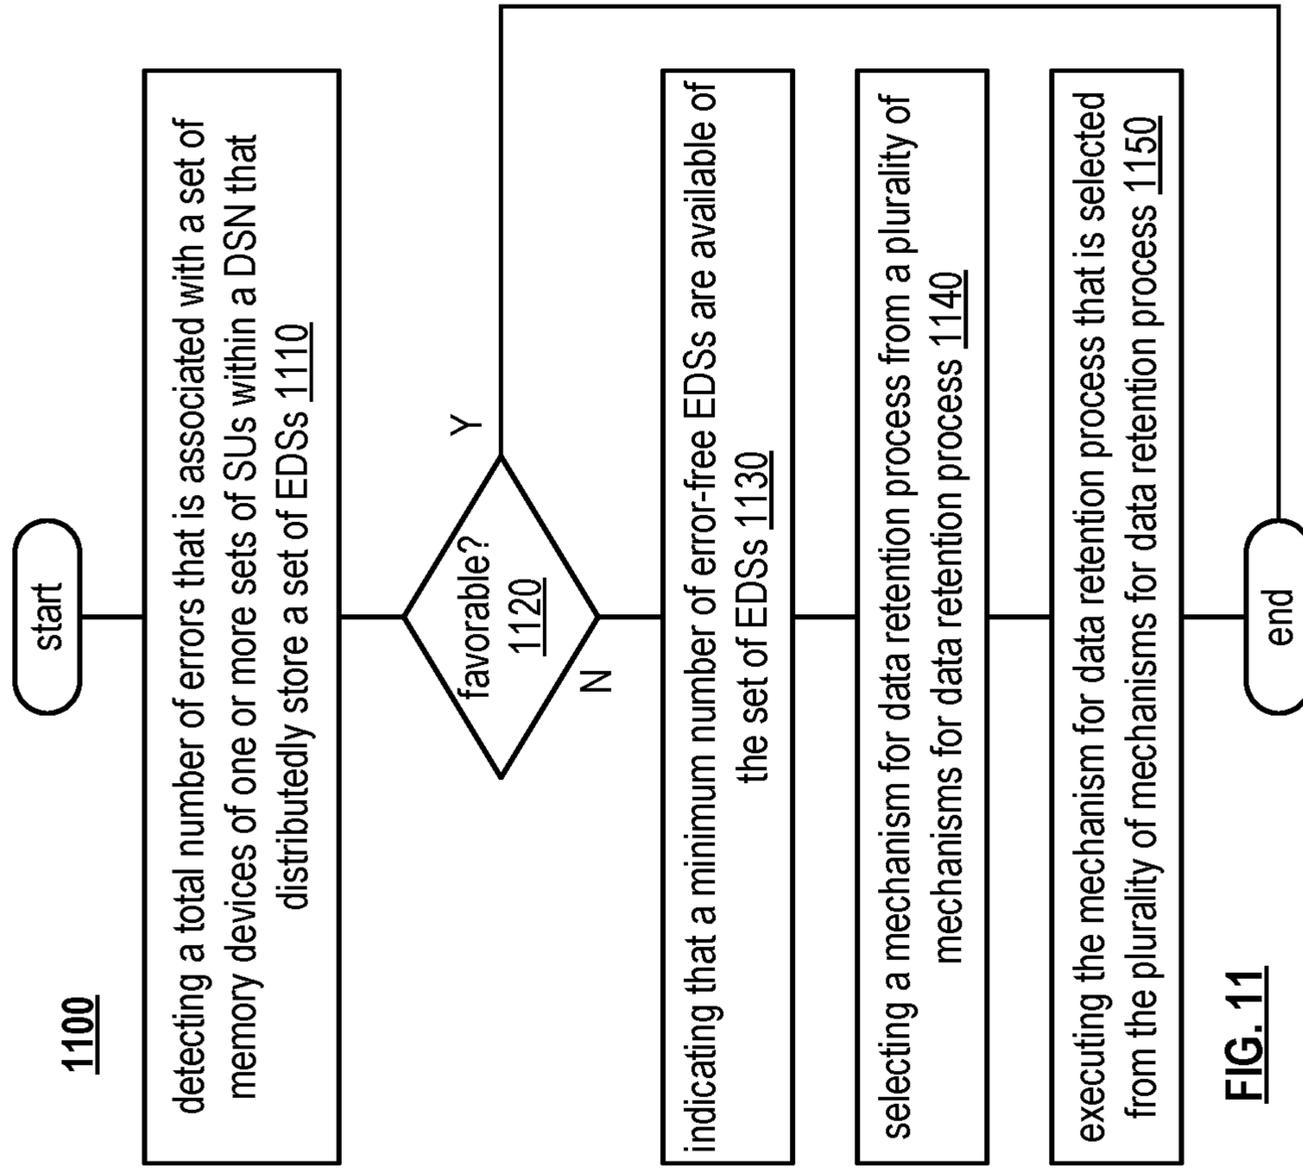 1100
start
detecting a total number of errors that is associated with a set of
memory devices of one or more sets of SUs within a DSN that
distributedly store a set of EDSs 1110
favorable?
1120
Y
N
indicating that a minimum number of error-free EDSs are available of
the set of EDSs 1130
selecting a mechanism for data retention process from a plurality of
mechanisms for data retention process 1140
executing the mechanism for data retention process that is selected
from the plurality of mechanisms for data retention process 1150
end
FIG. 11